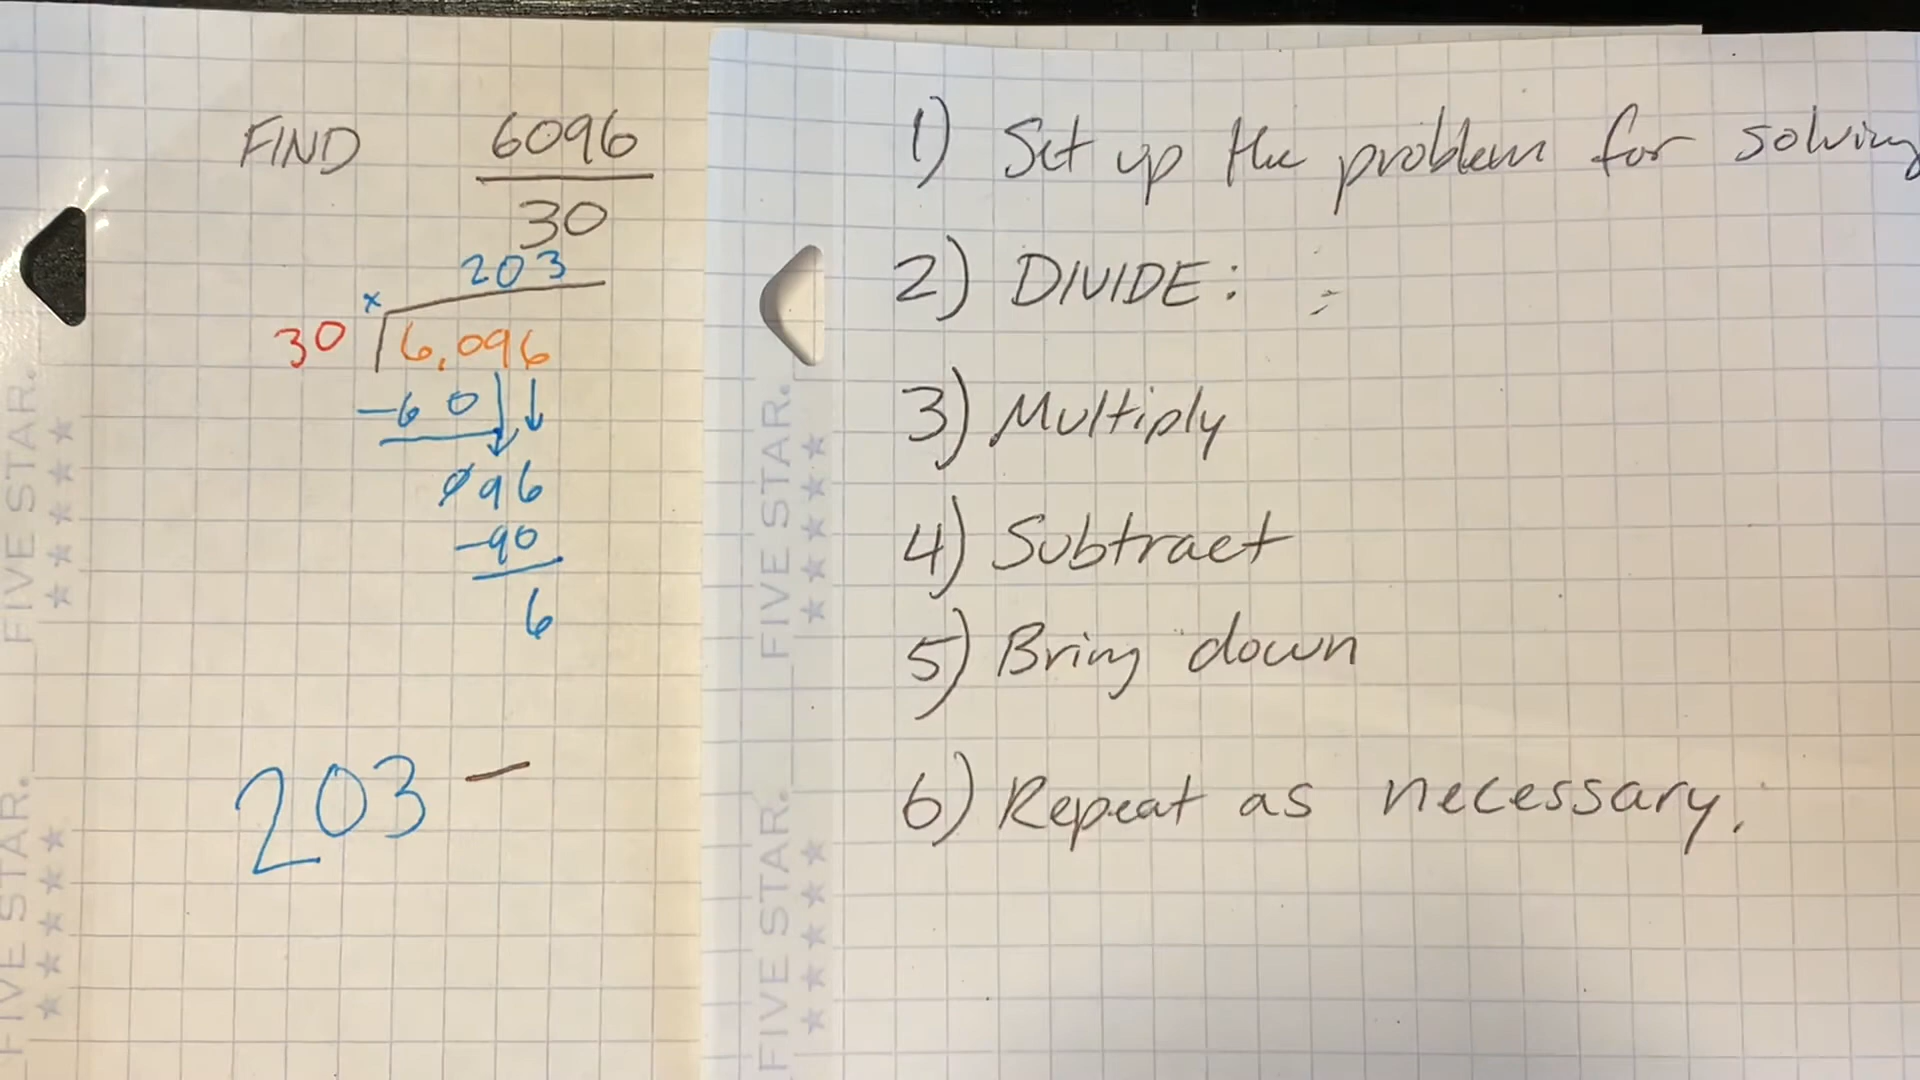 FIND 6096
30
203
x
30 6,096
-60
096
-90
6
203 —
1) Set up the problem for solving
2) DIVIDE:
3) Multiply
4) Subtract
5) Bring down
6) Repeat as necessary.
FIVE STAR.
FIVE STAR.
FIVE STAR.
FIVE STAR.